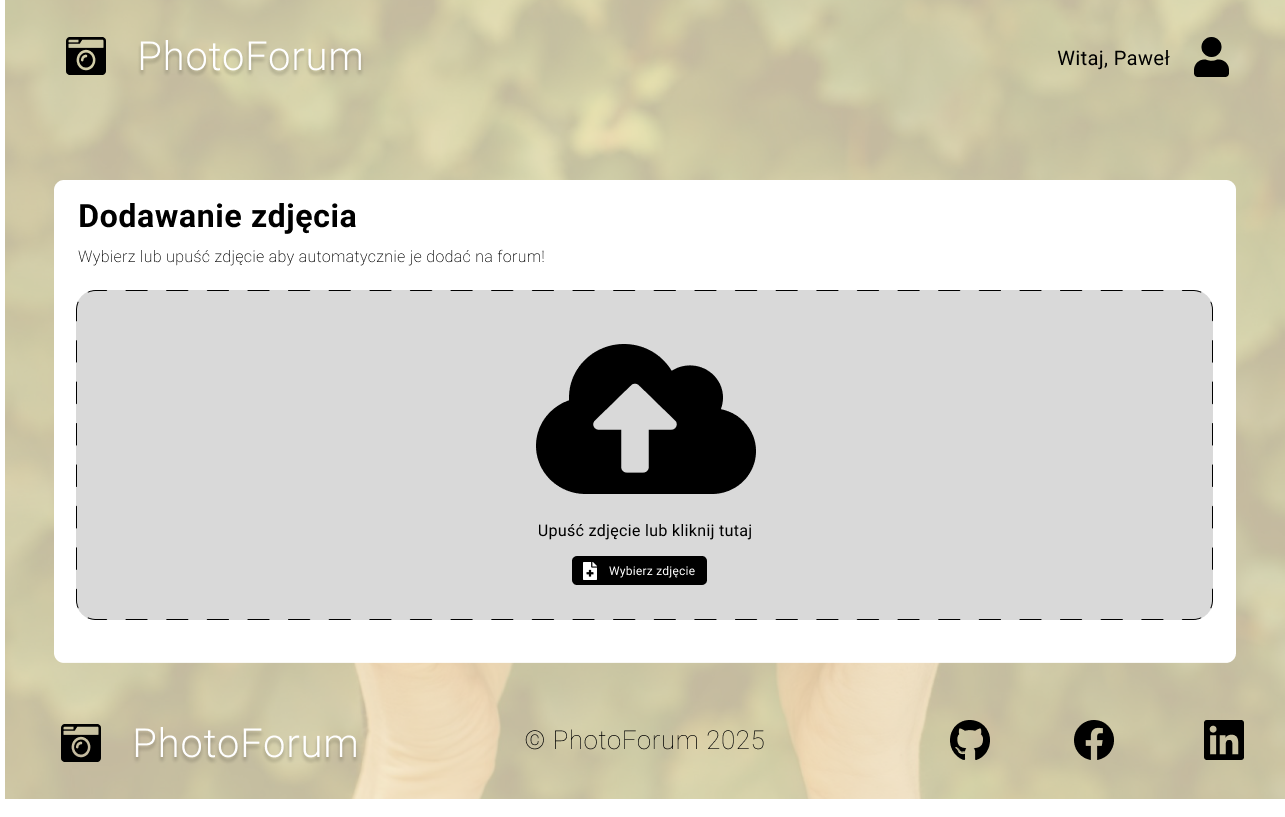 PhotoForum
Witaj, Paweł
Dodawanie zdjęcia
Wybierz lub upuść zdjęcie aby automatycznie je dodać na forum!
Upuść zdjęcie lub kliknij tutaj
Wybierz zdjęcie
PhotoForum
© PhotoForum 2025